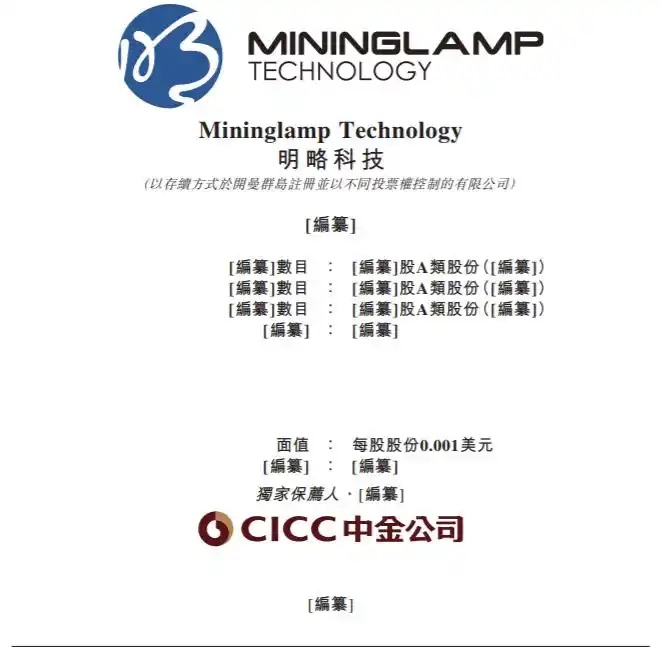 MININGLAMP
TECHNOLOGY
Mininglamp Technology
明略科技
(以存續方式於開曼群島註冊並以不同投票權控制的有限公司)
[編纂]
[編纂]數目 : [編纂]股A類股份([編纂])
[編纂]數目 : [編纂]股A類股份([編纂])
[編纂]數目 : [編纂]股A類股份([編纂])
[編纂] : [編纂]
面值 : 每股股份0.001美元
[編纂] : [編纂]
獨家保薦人、[編纂]
CICC中金公司
[編纂]